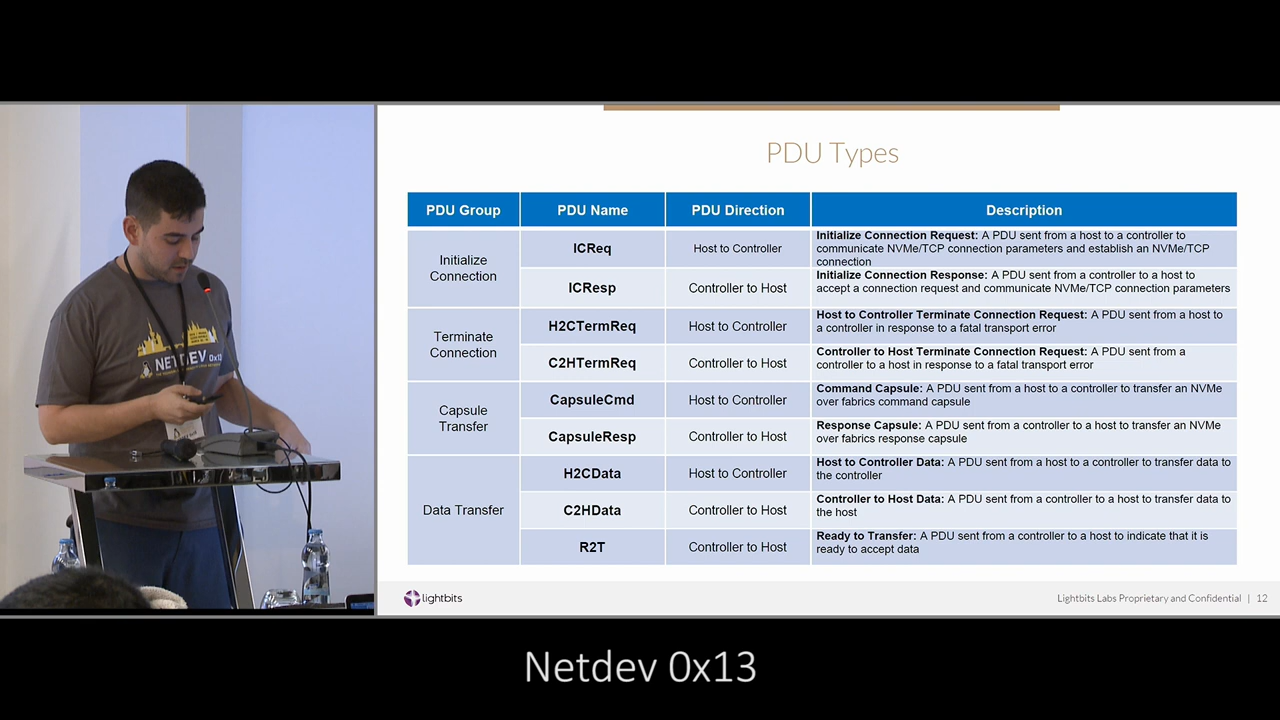 NETDEV 0x13
PDU Types
PDU Group
PDU Name
PDU Direction
Description
Initialize
Connection
ICReq
Host to Controller
Initialize Connection Request: A PDU sent from a host to a controller to
communicate NVMe/TCP connection parameters and establish an NVMe/TCP
connection
ICResp
Controller to Host
Initialize Connection Response: A PDU sent from a controller to a host to
accept a connection request and communicate NVMe/TCP connection parameters
Terminate
Connection
H2CTermReq
Host to Controller
Host to Controller Terminate Connection Request: A PDU sent from a host to
a controller in response to a fatal transport error
C2HTermReq
Controller to Host
Controller to Host Terminate Connection Request: A PDU sent from a
controller to a host in response to a fatal transport error
Capsule
Transfer
CapsuleCmd
Host to Controller
Command Capsule: A PDU sent from a host to a controller to transfer an NVMe
over fabrics command capsule
CapsuleResp
Controller to Host
Response Capsule: A PDU sent from a controller to a host to transfer an NVMe
over fabrics response capsule
Data Transfer
H2CData
Host to Controller
Host to Controller Data: A PDU sent from a host to a controller to transfer data to
the controller
C2HData
Controller to Host
Controller to Host Data: A PDU sent from a controller to a host to transfer data to
the host
R2T
Controller to Host
Ready to Transfer: A PDU sent from a controller to a host to indicate that it is
ready to accept data
lightbits
Lightbits Labs Proprietary and Confidential | 12
Netdev 0x13